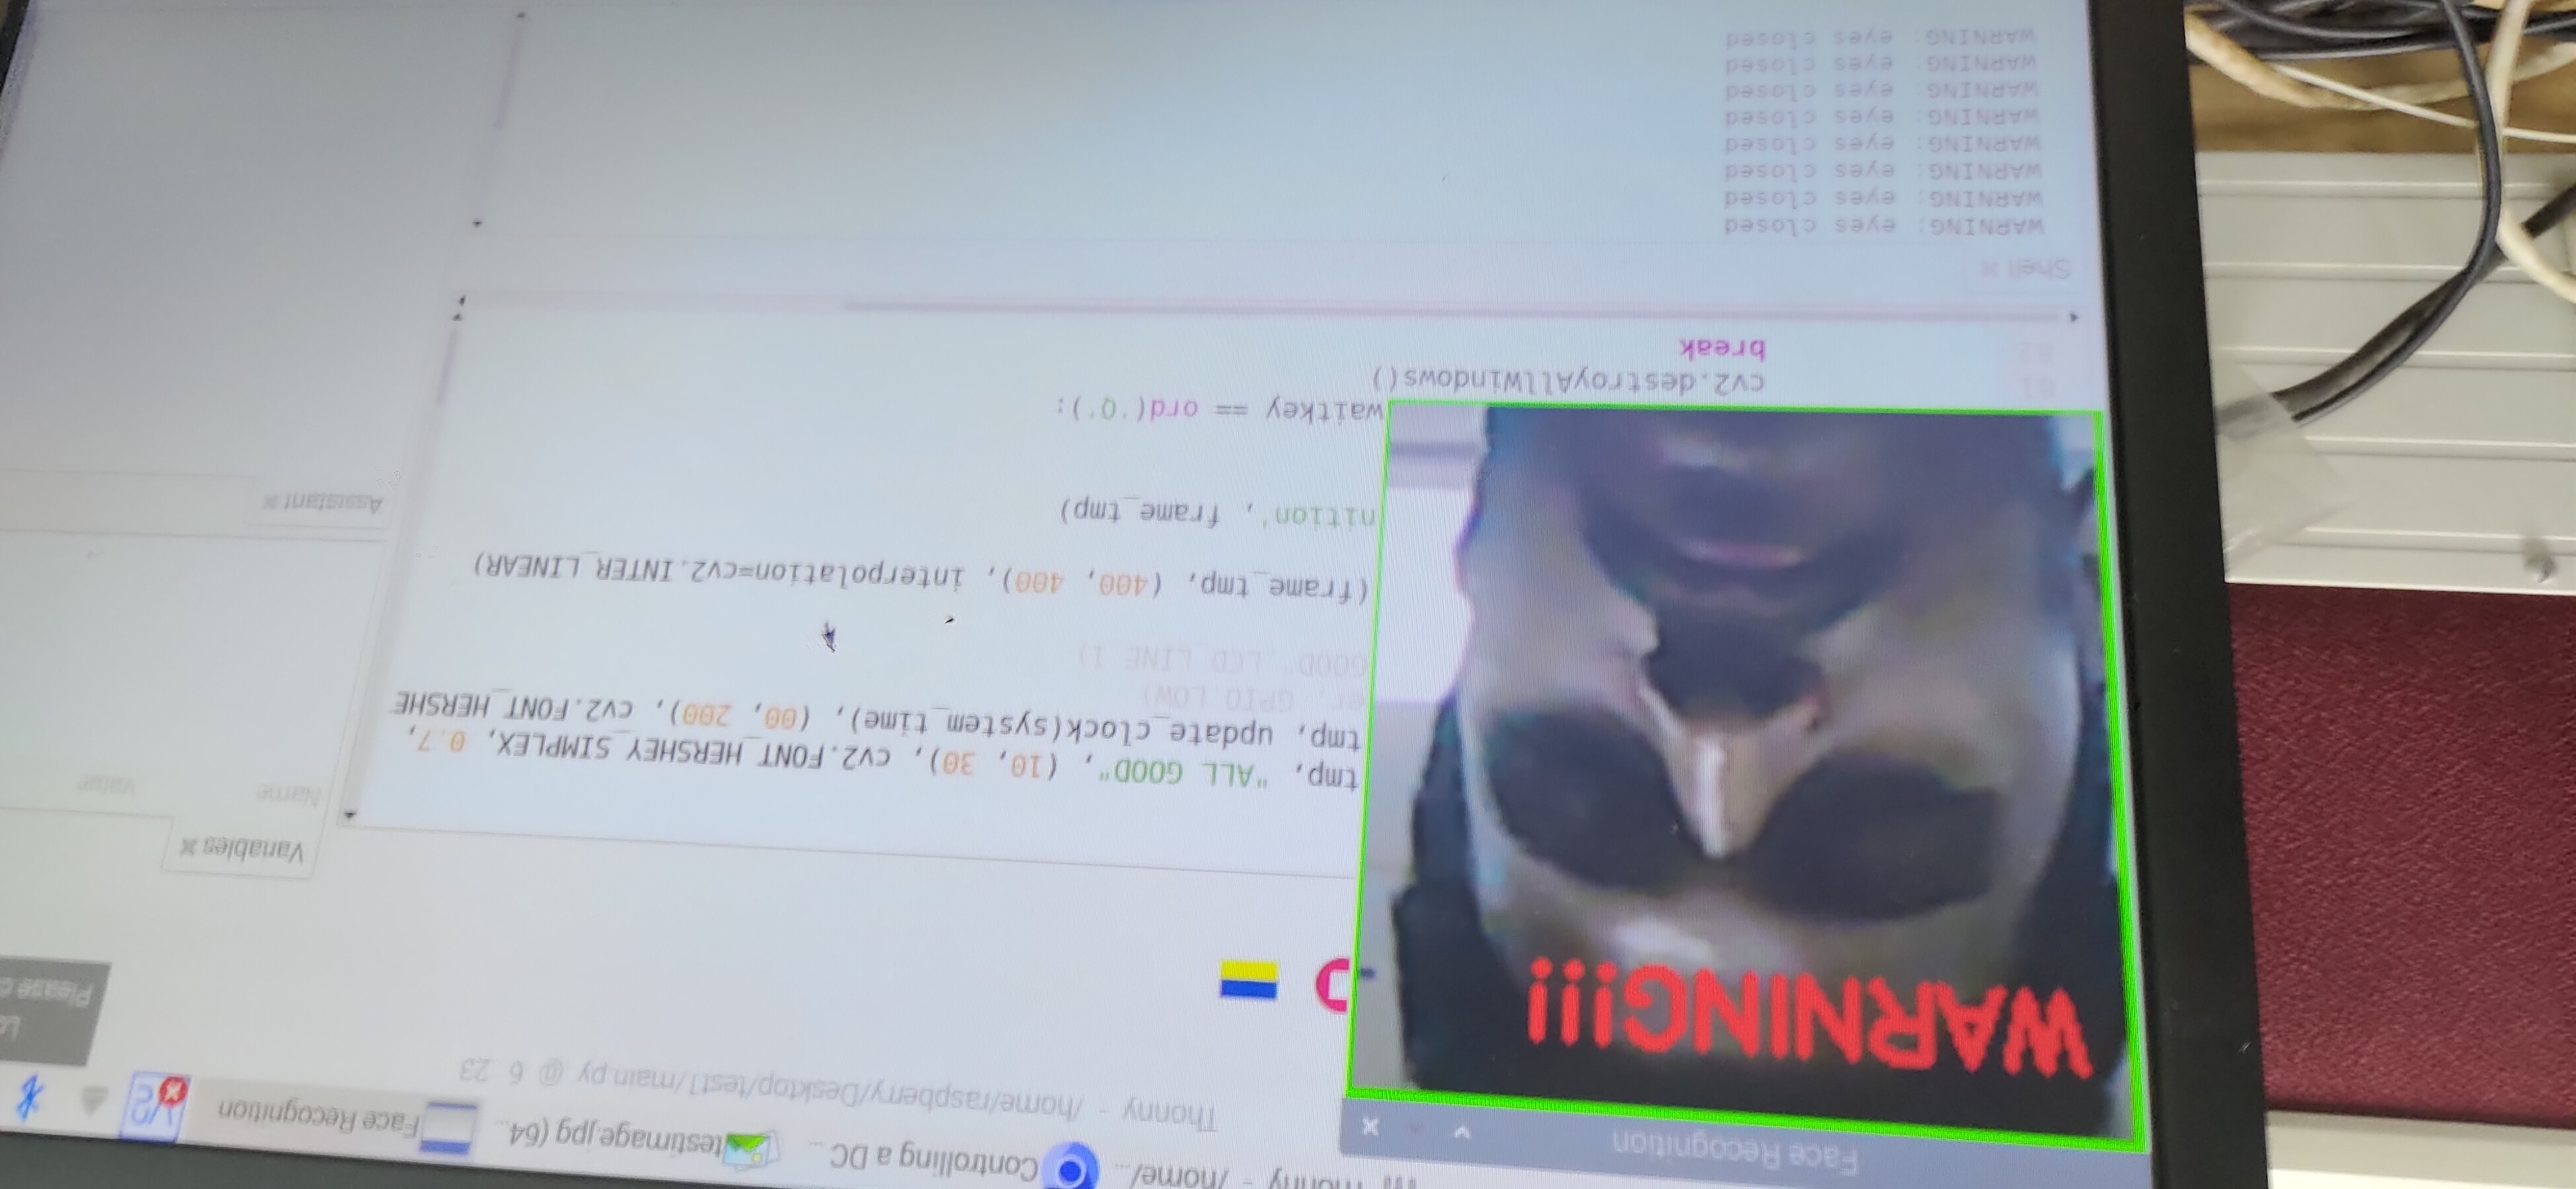 Face Recognition
Thonny - /home/...
Controlling a DC ...
testimage.jpg (64...
Face Recognition
Thonny - /home/raspberry/Desktop/test1/main.py @ 6 23
Please
WARNING!!!
Variables
Name Value
tmp, "ALL GOOD", (10, 30), cv2.FONT_HERSHEY_SIMPLEX, 0.7,
tmp, update_clock(system_time), (00, 200), cv2.FONT_HERSHE
er, GPIO.LOW)
GOOD",LCD_LINE_1)
(frame_tmp, (400, 400), interpolation=cv2.INTER_LINEAR)
nition', frame_tmp)
waitkey == ord('Q'):
81 cv2.destroyAllWindows()
82 break
Assistant
Shell
WARNING: eyes closed
WARNING: eyes closed
WARNING: eyes closed
WARNING: eyes closed
WARNING: eyes closed
WARNING: eyes closed
WARNING: eyes closed
WARNING: eyes closed